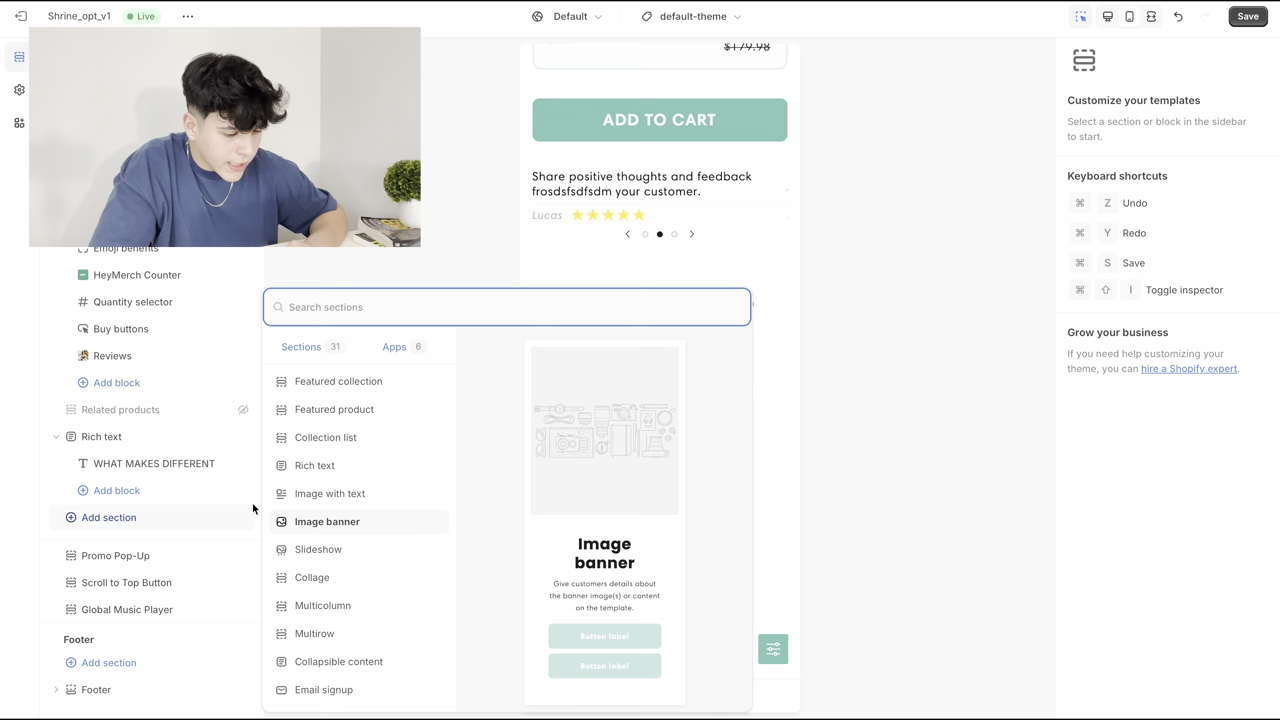 Shrine_opt_v1
Live
Default
default-theme
Save
$179.98
ADD TO CART
Share positive thoughts and feedback
frosdsfsdfsdm your customer.
Lucas
Emoji benefits
HeyMerch Counter
Quantity selector
Buy buttons
Reviews
Add block
Related products
Rich text
WHAT MAKES DIFFERENT
Add block
Add section
Promo Pop-Up
Scroll to Top Button
Global Music Player
Footer
Add section
Footer
Search sections
Sections 31
Apps 6
Featured collection
Featured product
Collection list
Rich text
Image with text
Image banner
Slideshow
Collage
Multicolumn
Multirow
Collapsible content
Email signup
Image
banner
Give customers details about
the banner image(s) or content
on the template.
Button label
Button label
Customize your templates
Select a section or block in the sidebar
to start.
Keyboard shortcuts
⌘ Z Undo
⌘ Y Redo
⌘ S Save
⌘ ⇧ I Toggle inspector
Grow your business
If you need help customizing your
theme, you can hire a Shopify expert.